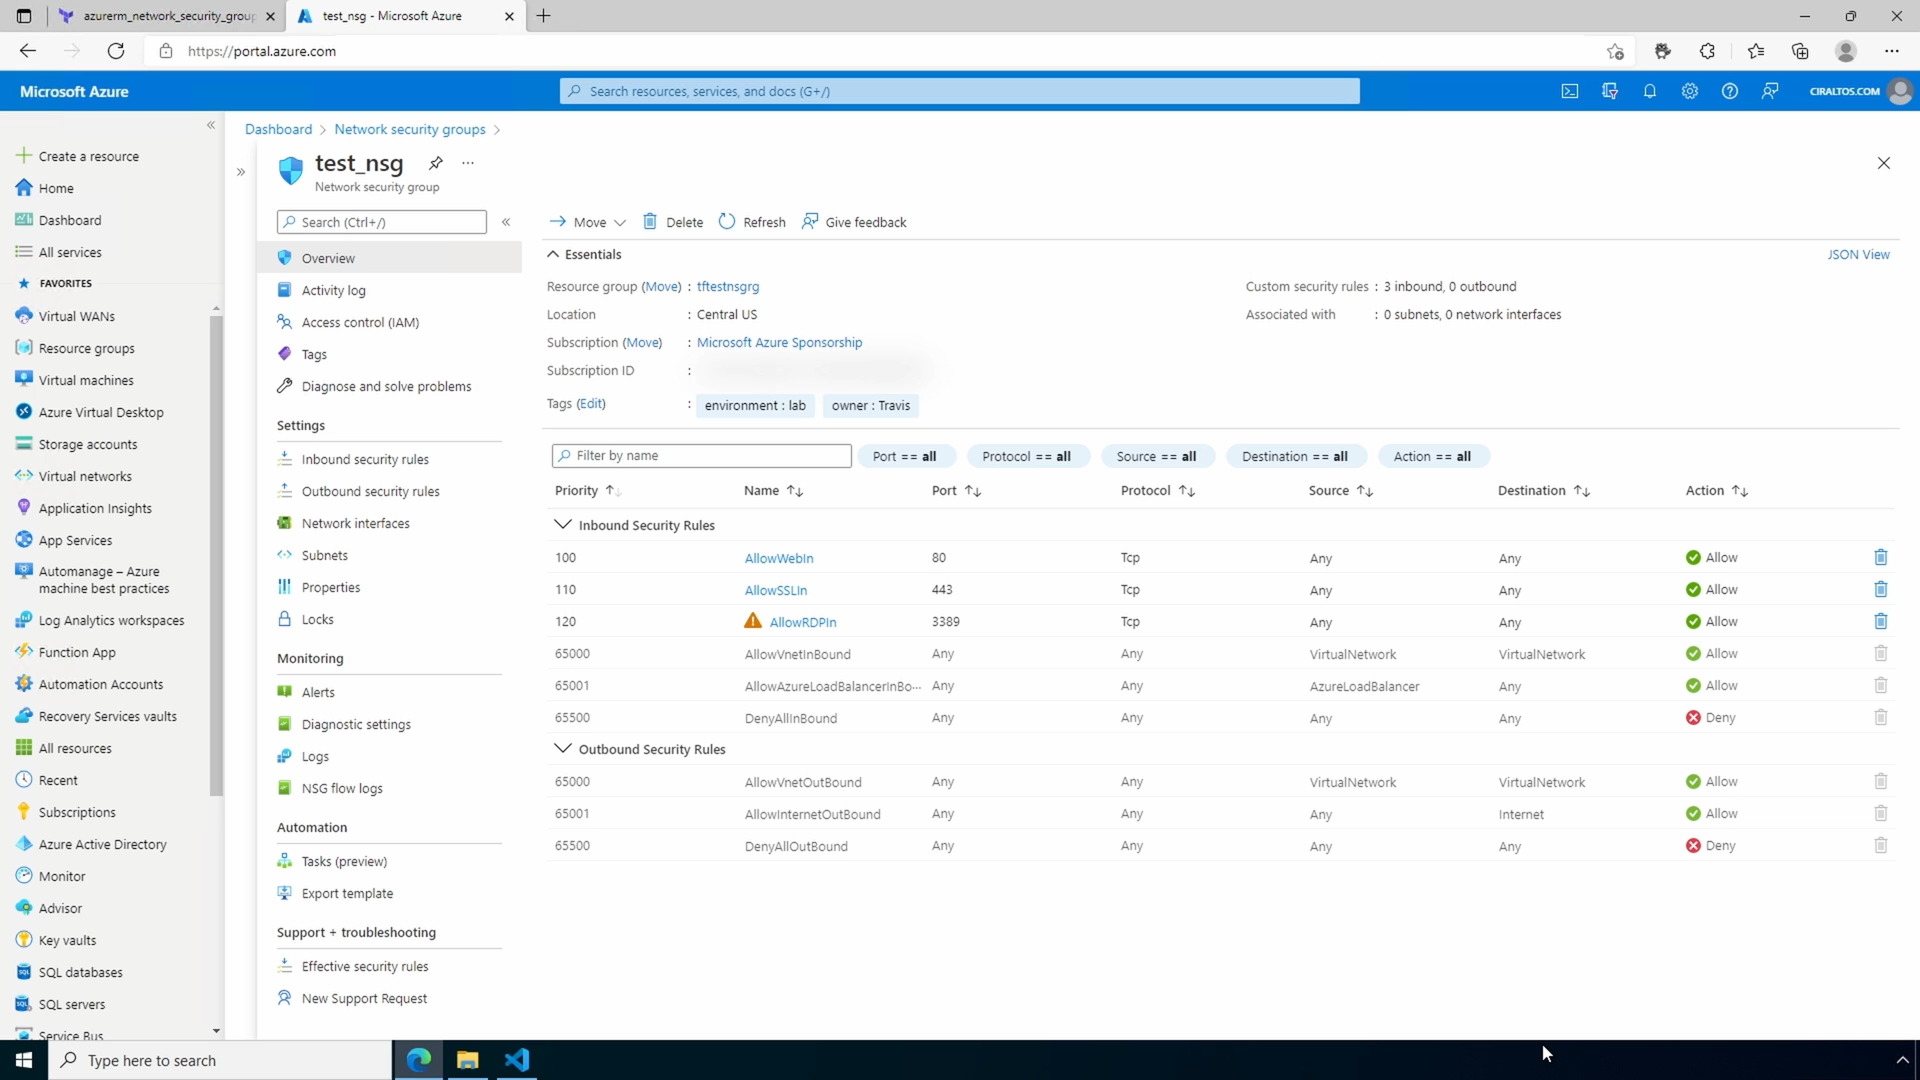 azurerm_network_security_group
test_nsg - Microsoft Azure
https://portal.azure.com
Microsoft Azure
Search resources, services, and docs (G+/)
CIRALTOS.COM
Dashboard > Network security groups >
Create a resource
Home
Dashboard
All services
FAVORITES
Virtual WANs
Resource groups
Virtual machines
Azure Virtual Desktop
Storage accounts
Virtual networks
Application Insights
App Services
Automanage – Azure
machine best practices
Log Analytics workspaces
Function App
Automation Accounts
Recovery Services vaults
All resources
Recent
Subscriptions
Azure Active Directory
Monitor
Advisor
Key vaults
SQL databases
SQL servers
Service Bus
test_nsg
Network security group
Search (Ctrl+/)
Overview
Activity log
Access control (IAM)
Tags
Diagnose and solve problems
Settings
Inbound security rules
Outbound security rules
Network interfaces
Subnets
Properties
Locks
Monitoring
Alerts
Diagnostic settings
Logs
NSG flow logs
Automation
Tasks (preview)
Export template
Support + troubleshooting
Effective security rules
New Support Request
Move Delete Refresh Give feedback
Essentials JSON View
Resource group (Move) : tftestnsgrg
Location : Central US
Subscription (Move) : Microsoft Azure Sponsorship
Subscription ID :
Tags (Edit) : environment : lab owner : Travis
Custom security rules : 3 inbound, 0 outbound
Associated with : 0 subnets, 0 network interfaces
Filter by name Port == all Protocol == all Source == all Destination == all Action == all
Priority Name Port Protocol Source Destination Action
Inbound Security Rules
100 AllowWebIn 80 Tcp Any Any Allow
110 AllowSSLIn 443 Tcp Any Any Allow
120 AllowRDPIn 3389 Tcp Any Any Allow
65000 AllowVnetInBound Any Any VirtualNetwork VirtualNetwork Allow
65001 AllowAzureLoadBalancerInBo... Any Any AzureLoadBalancer Any Allow
65500 DenyAllInBound Any Any Any Any Deny
Outbound Security Rules
65000 AllowVnetOutBound Any Any VirtualNetwork VirtualNetwork Allow
65001 AllowInternetOutBound Any Any Any Internet Allow
65500 DenyAllOutBound Any Any Any Any Deny
Type here to search